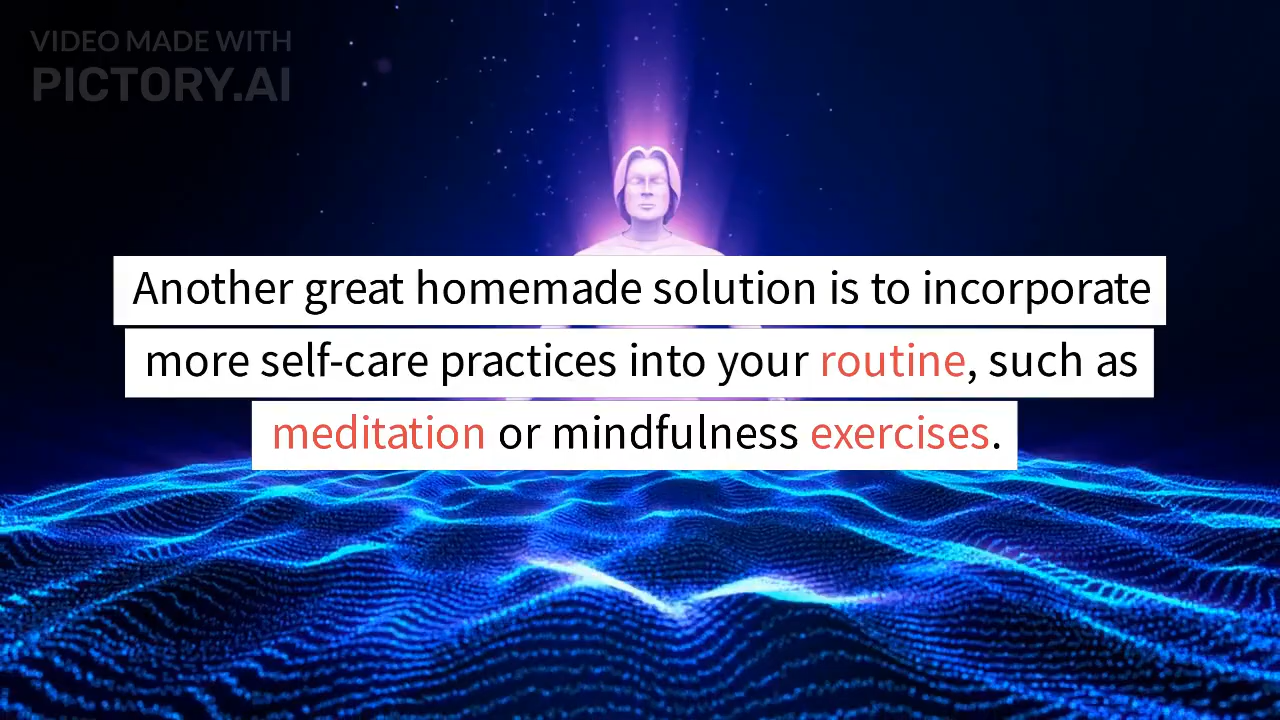 VIDEO MADE WITH
PICTORY.AI
Another great homemade solution is to incorporate
more self-care practices into your routine, such as
meditation or mindfulness exercises.